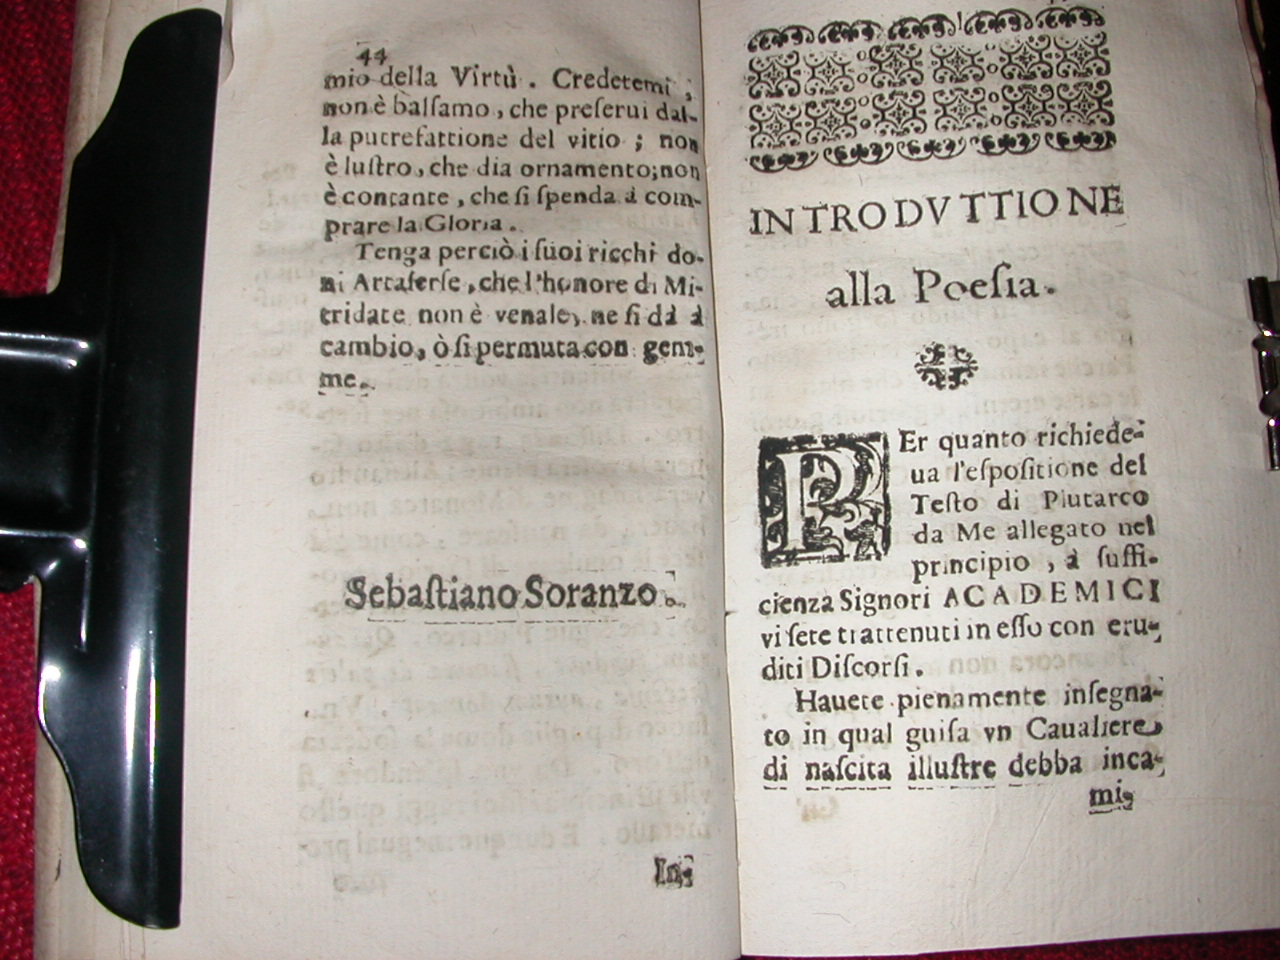 44
mio della Virtù. Credetemi,
non è balſamo, che preſerui dal-
la putrefattione del vitio; non
è luſtro, che dia ornamento; non
è contante, che ſi ſpenda à com-
prare la Gloria.
Tenga perciò i ſuoi ricchi do-
ni Artaſerſe, che l'honore di Mi-
tridate non è venale, ne ſi dà à
cambio, ò ſi permuta con gem-
me.
Sebaſtiano Soranzo.
In-
INTRODVTTIONE
alla Poeſia.
PEr quanto richiede-
ua l'eſpoſitione del
Teſto di Plutarco
da Me allegato nel
principio, à ſuffi-
cienza Signori ACADEMICI
vi ſete trattenuti in eſſo con eru-
diti Diſcorſi.
Hauete pienamente inſegna-
to in qual guiſa vn Caualiere
di naſcita illuſtre debba inca-
mi-